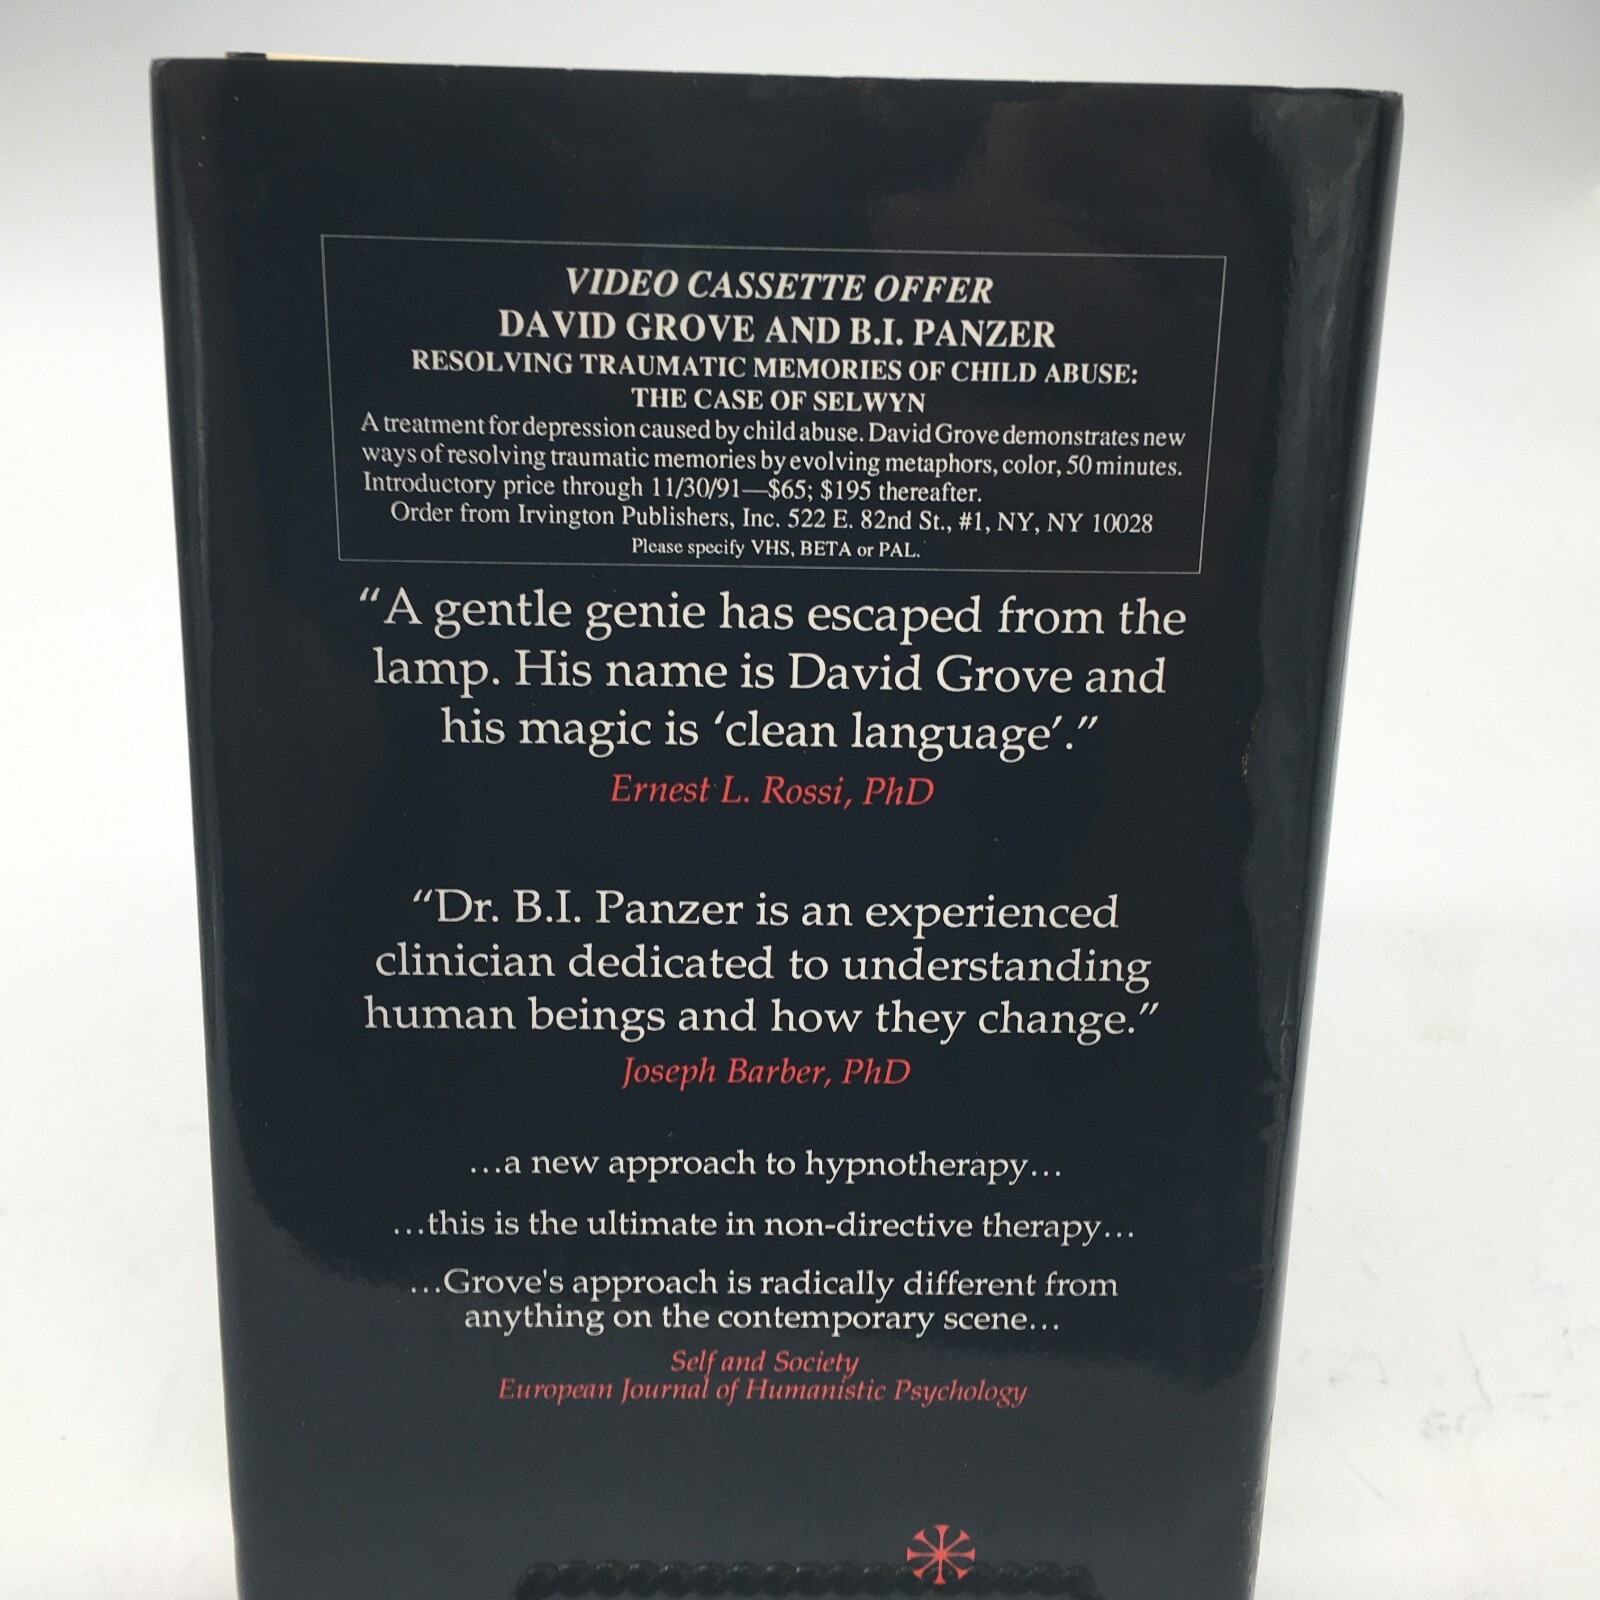 VIDEO CASSETTE OFFER
DAVID GROVE AND B.I. PANZER
RESOLVING TRAUMATIC MEMORIES OF CHILD ABUSE:
THE CASE OF SELWYN
A treatment for depression caused by child abuse. David Grove demonstrates new
ways of resolving traumatic memories by evolving metaphors, color, 50 minutes.
Introductory price through 11/30/91—$65; $195 thereafter.
Order from Irvington Publishers, Inc. 522 E. 82nd St., #1, NY, NY 10028
Please specify VHS, BETA or PAL.
“A gentle genie has escaped from the
lamp. His name is David Grove and
his magic is ‘clean language’.”
Ernest L. Rossi, PhD
“Dr. B.I. Panzer is an experienced
clinician dedicated to understanding
human beings and how they change.”
Joseph Barber, PhD
...a new approach to hypnotherapy...
...this is the ultimate in non-directive therapy...
...Grove's approach is radically different from
anything on the contemporary scene...
Self and Society
European Journal of Humanistic Psychology